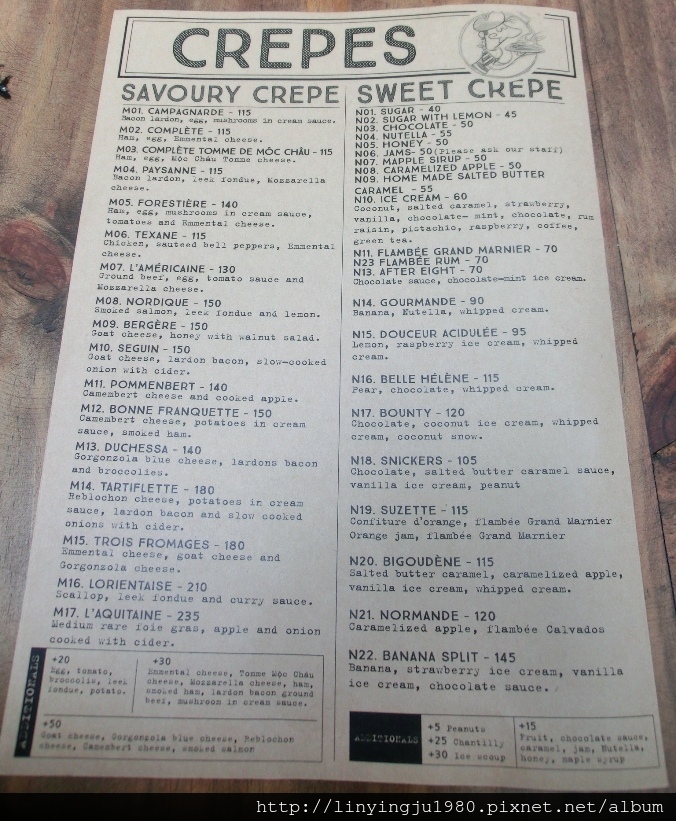 CREPES
SAVOURY CREPE
M01. CAMPAGNARDE - 115
Bacon lardon, egg, mushrooms in cream sauce.
M02. COMPLÈTE - 115
Ham, egg, Emmental cheese.
M03. COMPLÈTE TOMME DE MÔC CHÂU - 115
Ham, egg, Môc Châu Tomme cheese.
M04. PAYSANNE - 115
Bacon lardon, leek fondue, Mozzarella
cheese.
M05. FORESTIÈRE - 140
Ham, egg, mushrooms in cream sauce,
tomatoes and Emmental cheese.
M06. TEXANE - 115
Chicken, sauteed bell peppers, Emmental
cheese.
M07. L'AMÉRICAINE - 130
Ground beef, egg, tomato sauce and
Mozzarella cheese.
M08. NORDIQUE - 150
Smoked salmon, leek fondue and lemon.
M09. BERGÈRE - 150
Goat cheese, honey with walnut salad.
M10. SEGUIN - 150
Goat cheese, lardon bacon, slow-cooked
onion with cider.
M11. POMMENBERT - 140
Camembert cheese and cooked apple.
M12. BONNE FRANQUETTE - 150
Camembert cheese, potatoes in cream
sauce, smoked ham.
M13. DUCHESSA - 140
Gorgonzola blue cheese, lardons bacon
and broccolies.
M14. TARTIFLETTE - 180
Reblochon cheese, potatoes in cream
sauce, lardon bacon and slow cooked
onions with cider.
M15. TROIS FROMAGES - 180
Emmental cheese, goat cheese and
Gorgonzola cheese.
M16. LORIENTAISE - 210
Scallop, leek fondue and curry sauce.
M17. L'AQUITAINE - 235
Medium rare foie gras, apple and onion
cooked with cider.
ADDITIONALS
+20
Egg, tomato,
broccolis, leek
fondue, potato.
+30
Emmental cheese, Tomme Môc Châu
cheese, Mozzarella cheese, ham,
smoked ham, lardon bacon ground
beef, mushroom in cream sauce.
+50
Goat cheese, Gorgonzola blue cheese, Reblochon
cheese, Camembert cheese, smoked salmon
SWEET CREPE
N01. SUGAR - 40
N02. SUGAR WITH LEMON - 45
N03. CHOCOLATE - 50
N04. NUTELLA - 55
N05. HONEY - 50
N06. JAMS- 50(Please ask our staff)
N07. MAPPLE SIRUP - 50
N08. CARAMELIZED APPLE - 50
N09. HOME MADE SALTED BUTTER
CARAMEL - 55
N10. ICE CREAM - 60
Coconut, salted caramel, strawberry,
vanilla, chocolate- mint, chocolate, rum
raisin, pistachio, raspberry, coffee,
green tea.
N11. FLAMBÉE GRAND MARNIER - 70
N23 FLAMBÉE RUM - 70
N13. AFTER EIGHT - 70
Chocolate sauce, chocolate-mint ice cream.
N14. GOURMANDE - 90
Banana, Nutella, whipped cream.
N15. DOUCEUR ACIDULÉE - 95
Lemon, raspberry ice cream, whipped
cream.
N16. BELLE HÉLÈNE - 115
Pear, chocolate, whipped cream.
N17. BOUNTY - 120
Chocolate, coconut ice cream, whipped
cream, coconut snow.
N18. SNICKERS - 105
Chocolate, salted butter caramel sauce,
vanilla ice cream, peanut
N19. SUZETTE - 115
Confiture d'orange, flambée Grand Marnier
Orange jam, flambée Grand Marnier
N20. BIGOUDÈNE - 115
Salted butter caramel, caramelized apple,
vanilla ice cream, whipped cream.
N21. NORMANDE - 120
Caramelized apple, flambée Calvados
N22. BANANA SPLIT - 145
Banana, strawberry ice cream, vanilla
ice cream, chocolate sauce.
ADDITIONALS
+5 Peanuts
+25 Chantilly
+30 ice scoup
+15
Fruit, chocolate sauce,
caramel, jam, Nutella,
honey, maple syrup
http://linyingju1980.pixnet.net/album